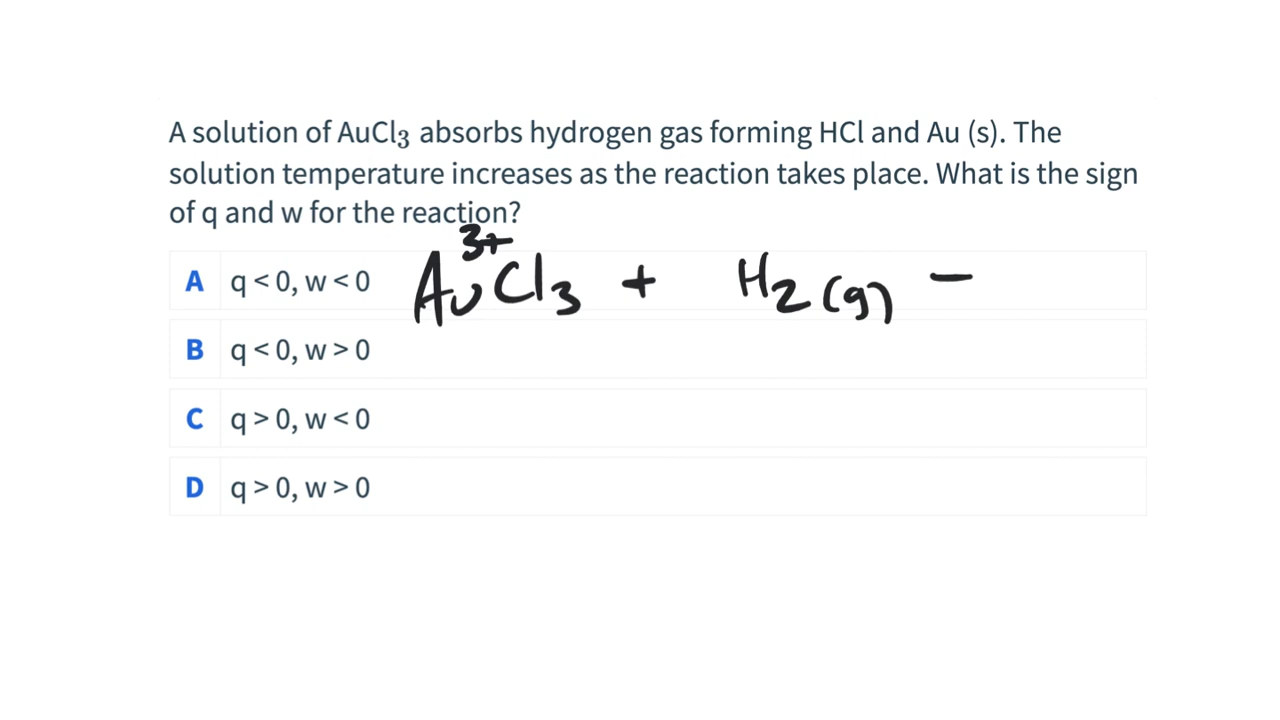 A solution of AuCl₃ absorbs hydrogen gas forming HCl and Au (s). The
solution temperature increases as the reaction takes place. What is the sign
of q and w for the reaction?
3+
A q < 0, w < 0 AuCl₃ + H₂(g) —
B q < 0, w > 0
C q > 0, w < 0
D q > 0, w > 0